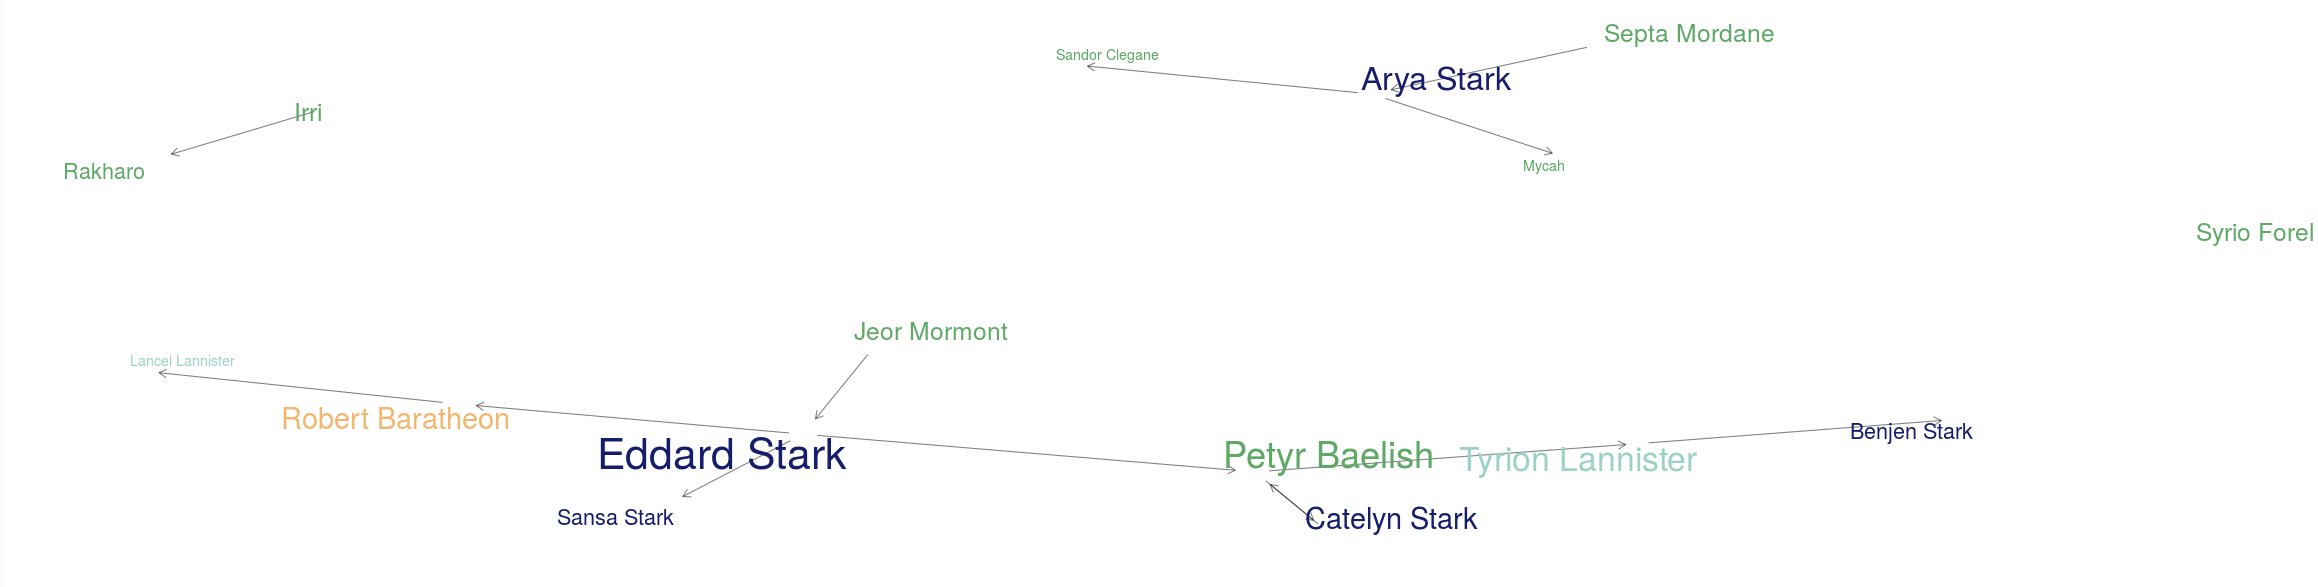 Septa Mordane
Sandor Clegane
Arya Stark
Irri
Mycah
Rakharo
Syrio Forel
Jeor Mormont
Lancel Lannister
Robert Baratheon
Benjen Stark
Eddard Stark
Petyr Baelish
Tyrion Lannister
Sansa Stark
Catelyn Stark